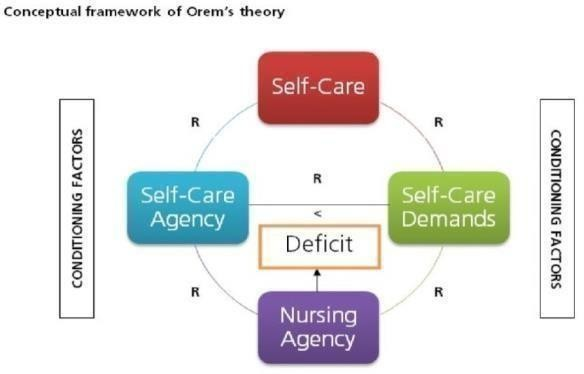 Conceptual framework of Orem's theory
Self-Care
R
R
CONDITIONING FACTORS
CONDITIONING FACTORS
Self-Care
Agency
R
<
Self-Care
Demands
Deficit
R
R
Nursing
Agency